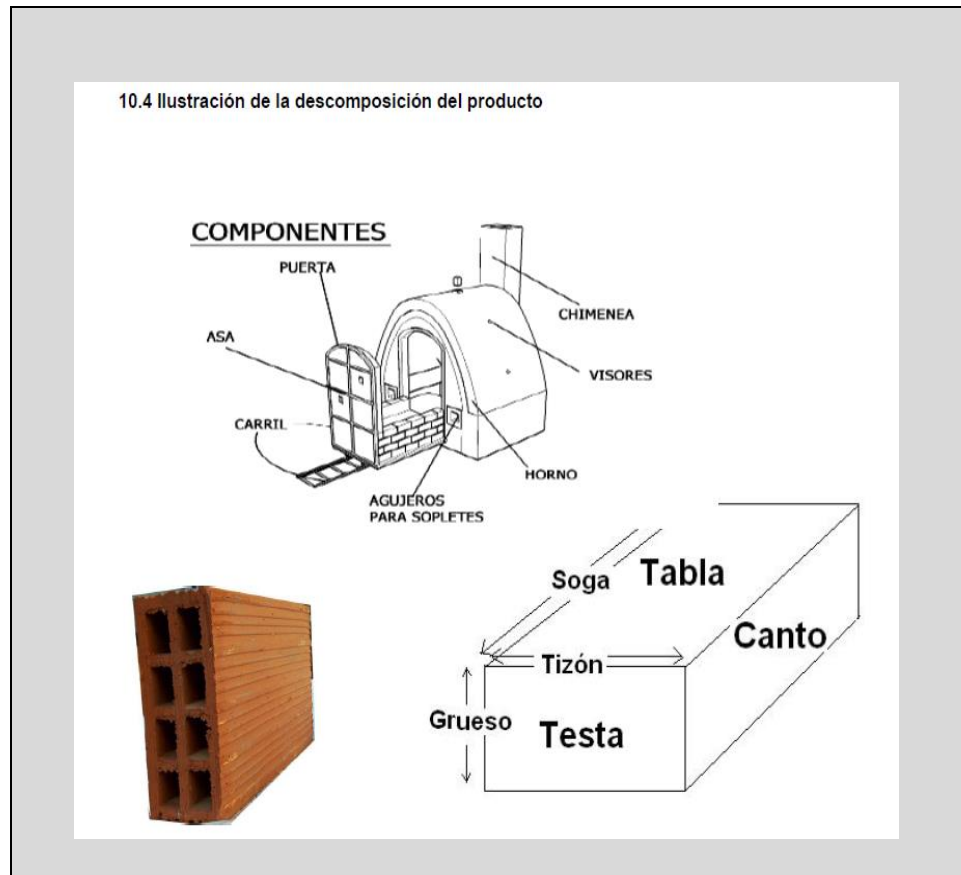 10.4 Ilustración de la descomposición del producto
COMPONENTES
PUERTA
CHIMENEA
ASA
VISORES
CARRIL
HORNO
AGUJEROS
PARA SOPLETES
Soga
Tabla
Canto
Tizón
Grueso
Testa